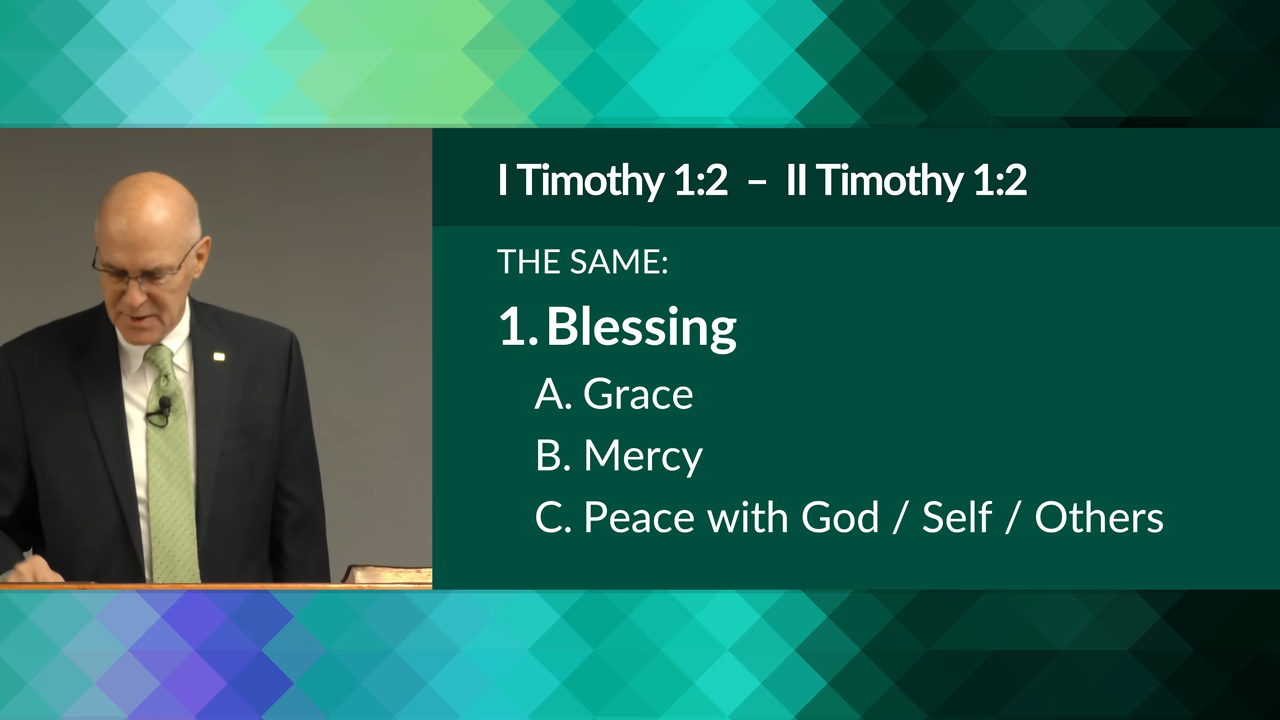 I Timothy 1:2 – II Timothy 1:2
THE SAME:
1. Blessing
A. Grace
B. Mercy
C. Peace with God / Self / Others